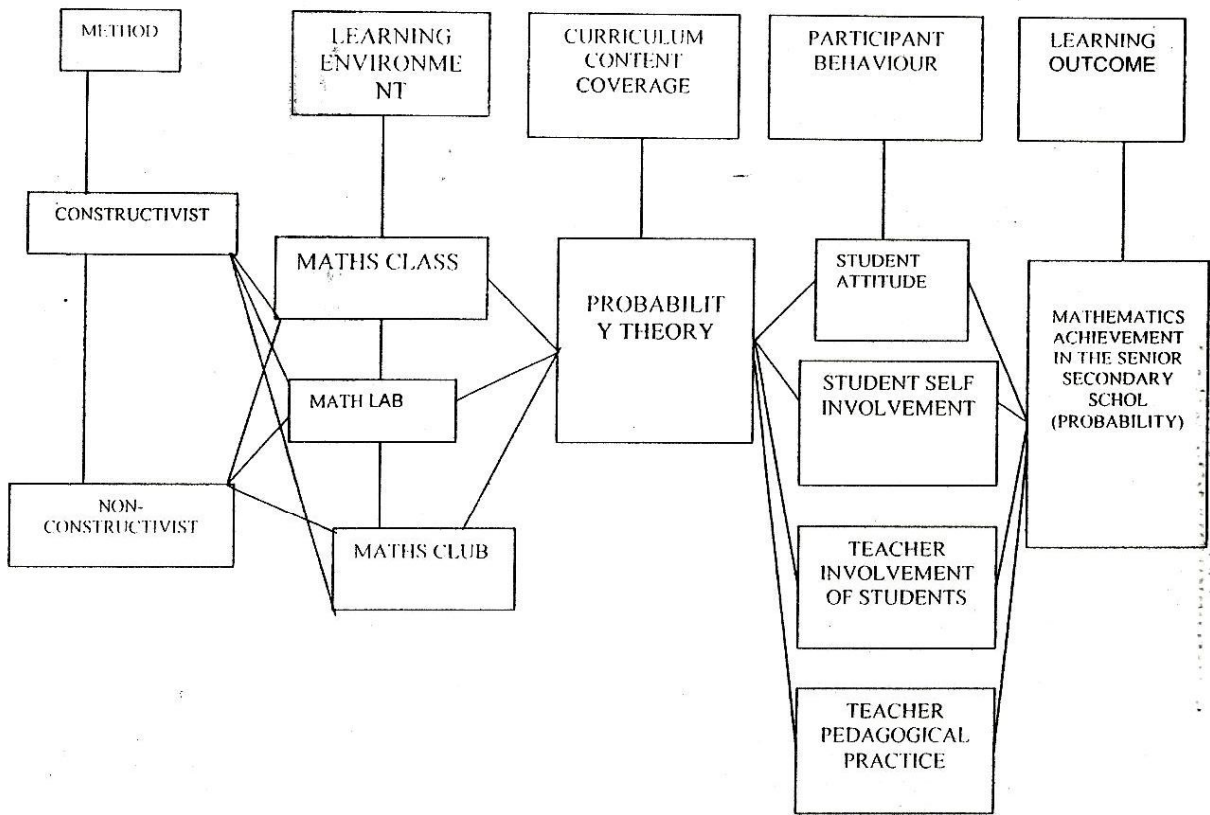 METHOD
LEARNING
ENVIRONME
NT
CURRICULUM
CONTENT
COVERAGE
PARTICIPANT
BEHAVIOUR
LEARNING
OUTCOME
CONSTRUCTIVIST
MATHS CLASS
PROBABILIT
Y THEORY
STUDENT
ATTITUDE
MATHEMATICS
ACHIEVEMENT
IN THE SENIOR
SECONDARY
SCHOL
(PROBABILITY)
STUDENT SELF
INVOLVEMENT
MATH LAB
NON-
CONSTRUCTIVIST
MATHS CLUB
TEACHER
INVOLVEMENT
OF STUDENTS
TEACHER
PEDAGOGICAL
PRACTICE